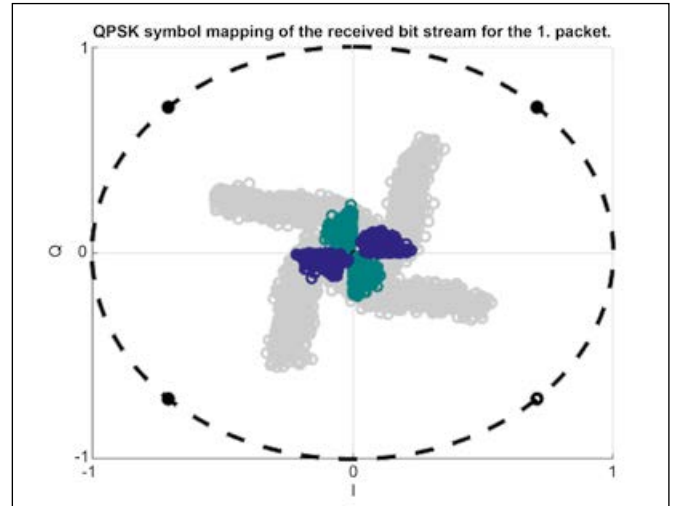 QPSK symbol mapping of the received bit stream for the 1. packet.
1
Q
0
-1
-1
0
1
I